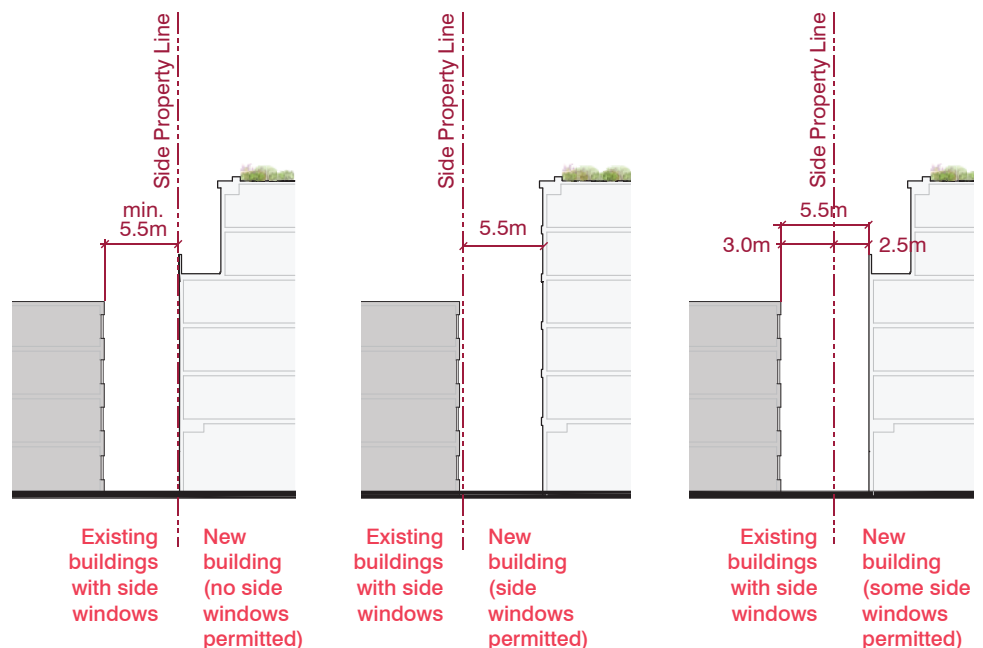 Side Property Line
min.
5.5m
Existing
buildings
with side
windows
New
building
(no side
windows
permitted)
Side Property Line
5.5m
Existing
buildings
with side
windows
New
building
(side
windows
permitted)
Side Property Line
5.5m
3.0m
2.5m
Existing
buildings
with side
windows
New
building
(some side
windows
permitted)